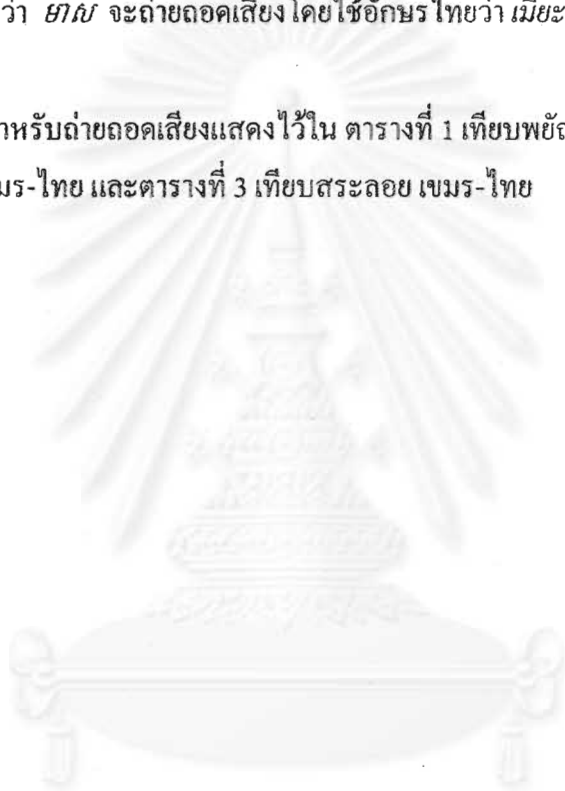 ว่า មាស จะถ่ายถอดเสียงโดยใช้อักษรไทยว่า เมียะ
าหรับถ่ายถอดเสียงแสดงไว้ใน ตารางที่ 1 เทียบพยัญ
มร-ไทย และตารางที่ 3 เทียบสระลอย เขมร-ไทย